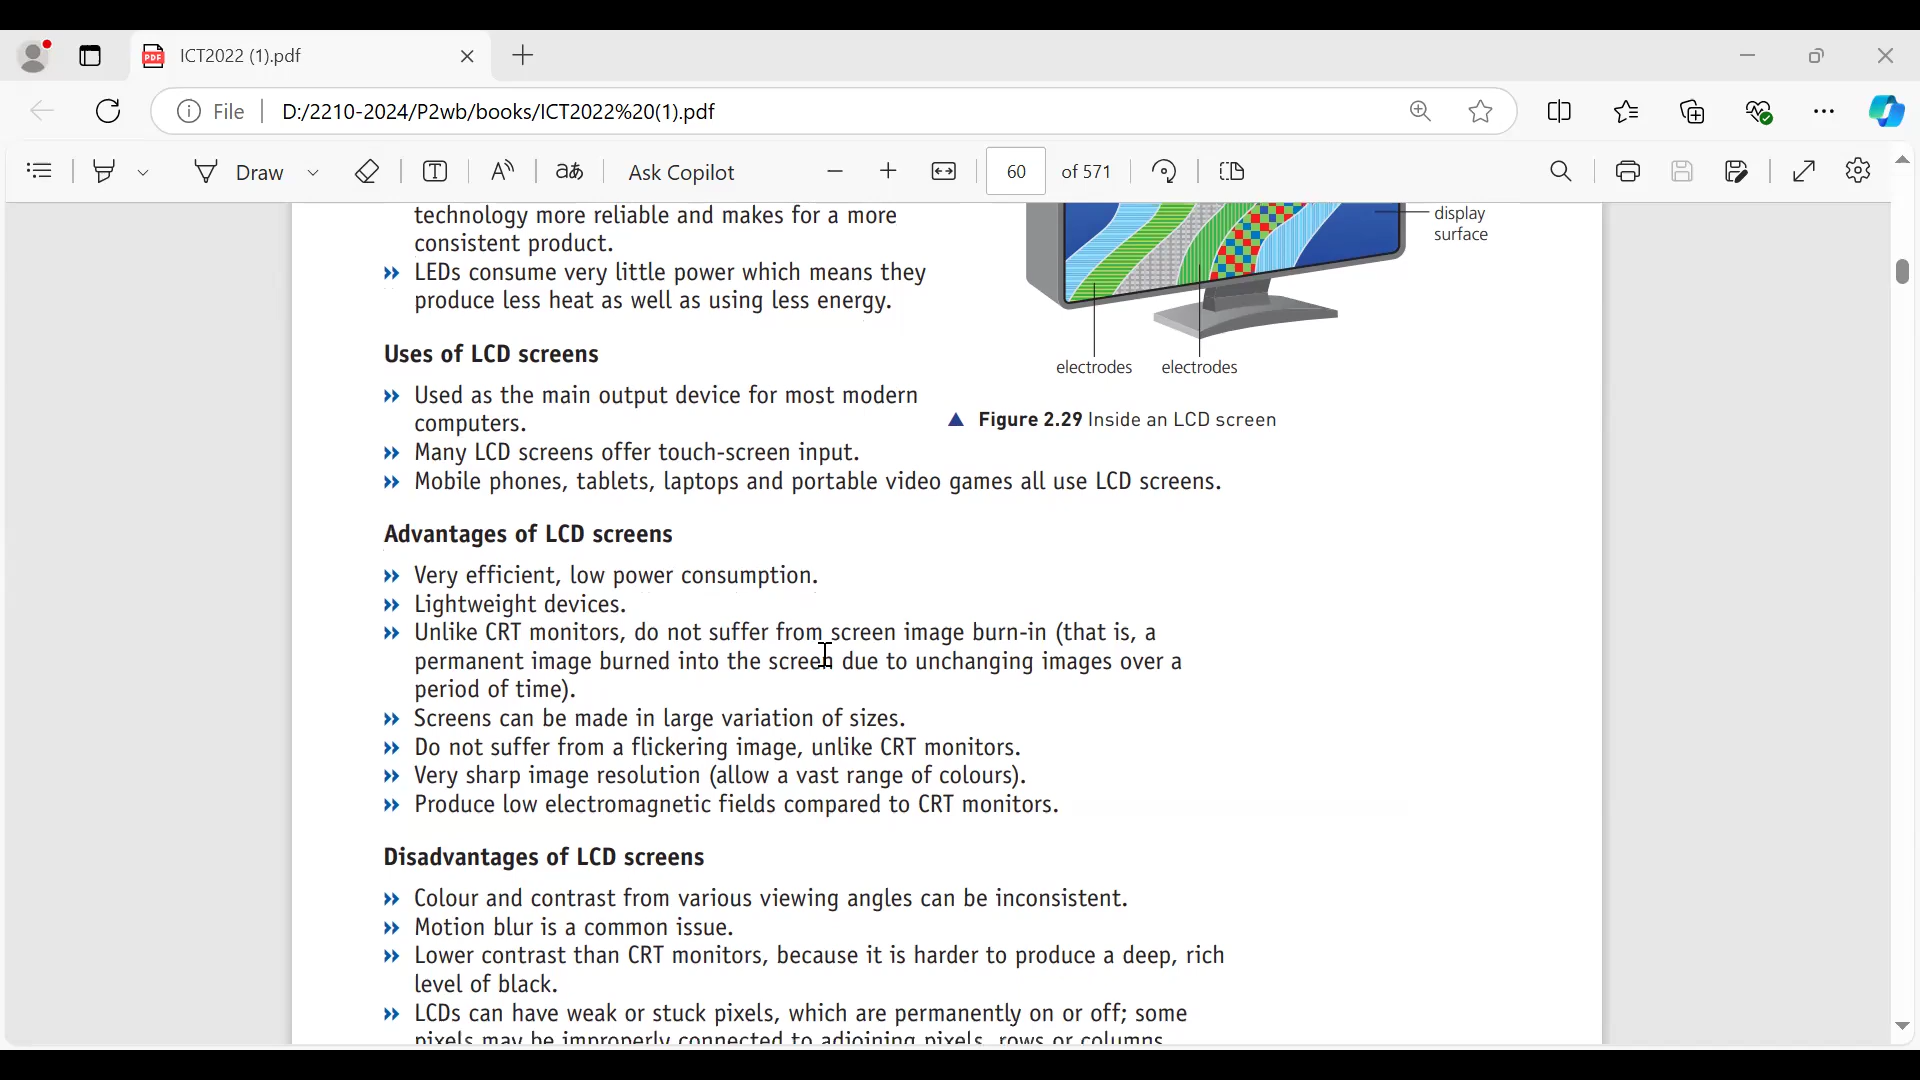 ICT2022 (1).pdf
File D:/2210-2024/P2wb/books/ICT2022%20(1).pdf
Draw Ask Copilot 60 of 571
technology more reliable and makes for a more
consistent product.
» LEDs consume very little power which means they
produce less heat as well as using less energy.
display
surface
electrodes electrodes
▲ Figure 2.29 Inside an LCD screen
Uses of LCD screens
» Used as the main output device for most modern
computers.
» Many LCD screens offer touch-screen input.
» Mobile phones, tablets, laptops and portable video games all use LCD screens.
Advantages of LCD screens
» Very efficient, low power consumption.
» Lightweight devices.
» Unlike CRT monitors, do not suffer from screen image burn-in (that is, a
permanent image burned into the screen due to unchanging images over a
period of time).
» Screens can be made in large variation of sizes.
» Do not suffer from a flickering image, unlike CRT monitors.
» Very sharp image resolution (allow a vast range of colours).
» Produce low electromagnetic fields compared to CRT monitors.
Disadvantages of LCD screens
» Colour and contrast from various viewing angles can be inconsistent.
» Motion blur is a common issue.
» Lower contrast than CRT monitors, because it is harder to produce a deep, rich
level of black.
» LCDs can have weak or stuck pixels, which are permanently on or off; some
pixels may be improperly connected to adjoining pixels, rows or columns